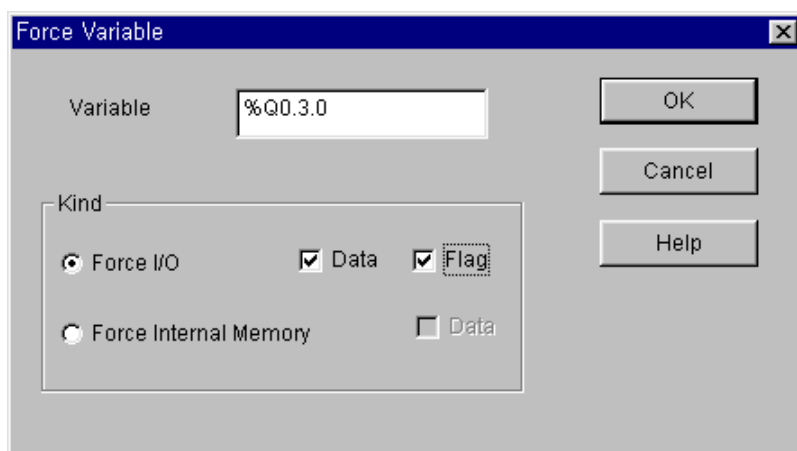 Force Variable
Variable
%Q0.3.0
OK
Cancel
Help
Kind
Force I/O
Data
Flag
Force Internal Memory
Data